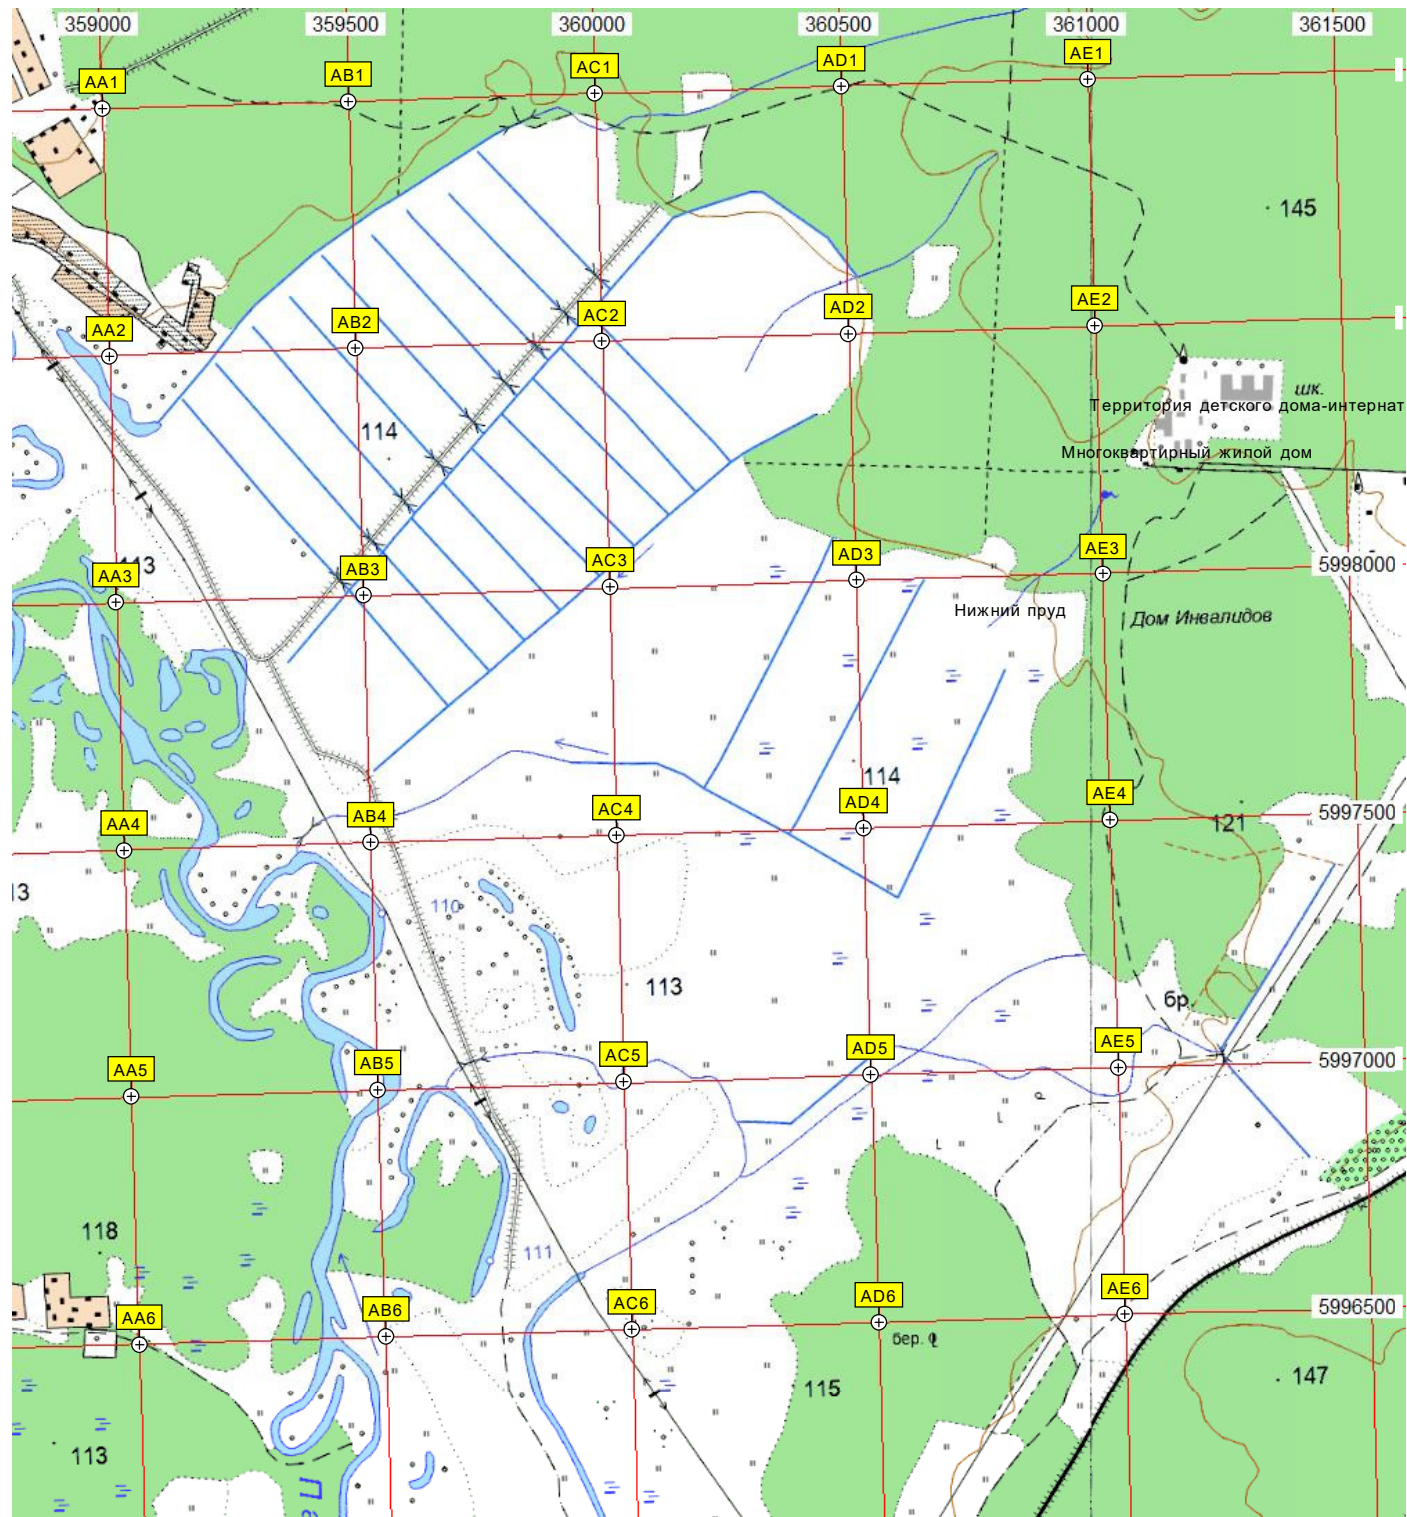 359000 359500 360000 360500 361000 361500
AA1 AB1 AC1 AD1 AE1
145
AA2 AB2 AC2 AD2 AE2
шк.
Территория детского дома-интернат
114
Многоквартирный жилой дом
AA3 AB3 AC3 AD3 AE3
5998000
113
Нижний пруд
Дом Инвалидов
114
AA4 AB4 AC4 AD4 AE4
5997500
121
13
110
113
бр.
AA5 AB5 AC5 AD5 AE5
5997000
118
111
AA6 AB6 AC6 AD6 AE6
5996500
бер.
115
147
113